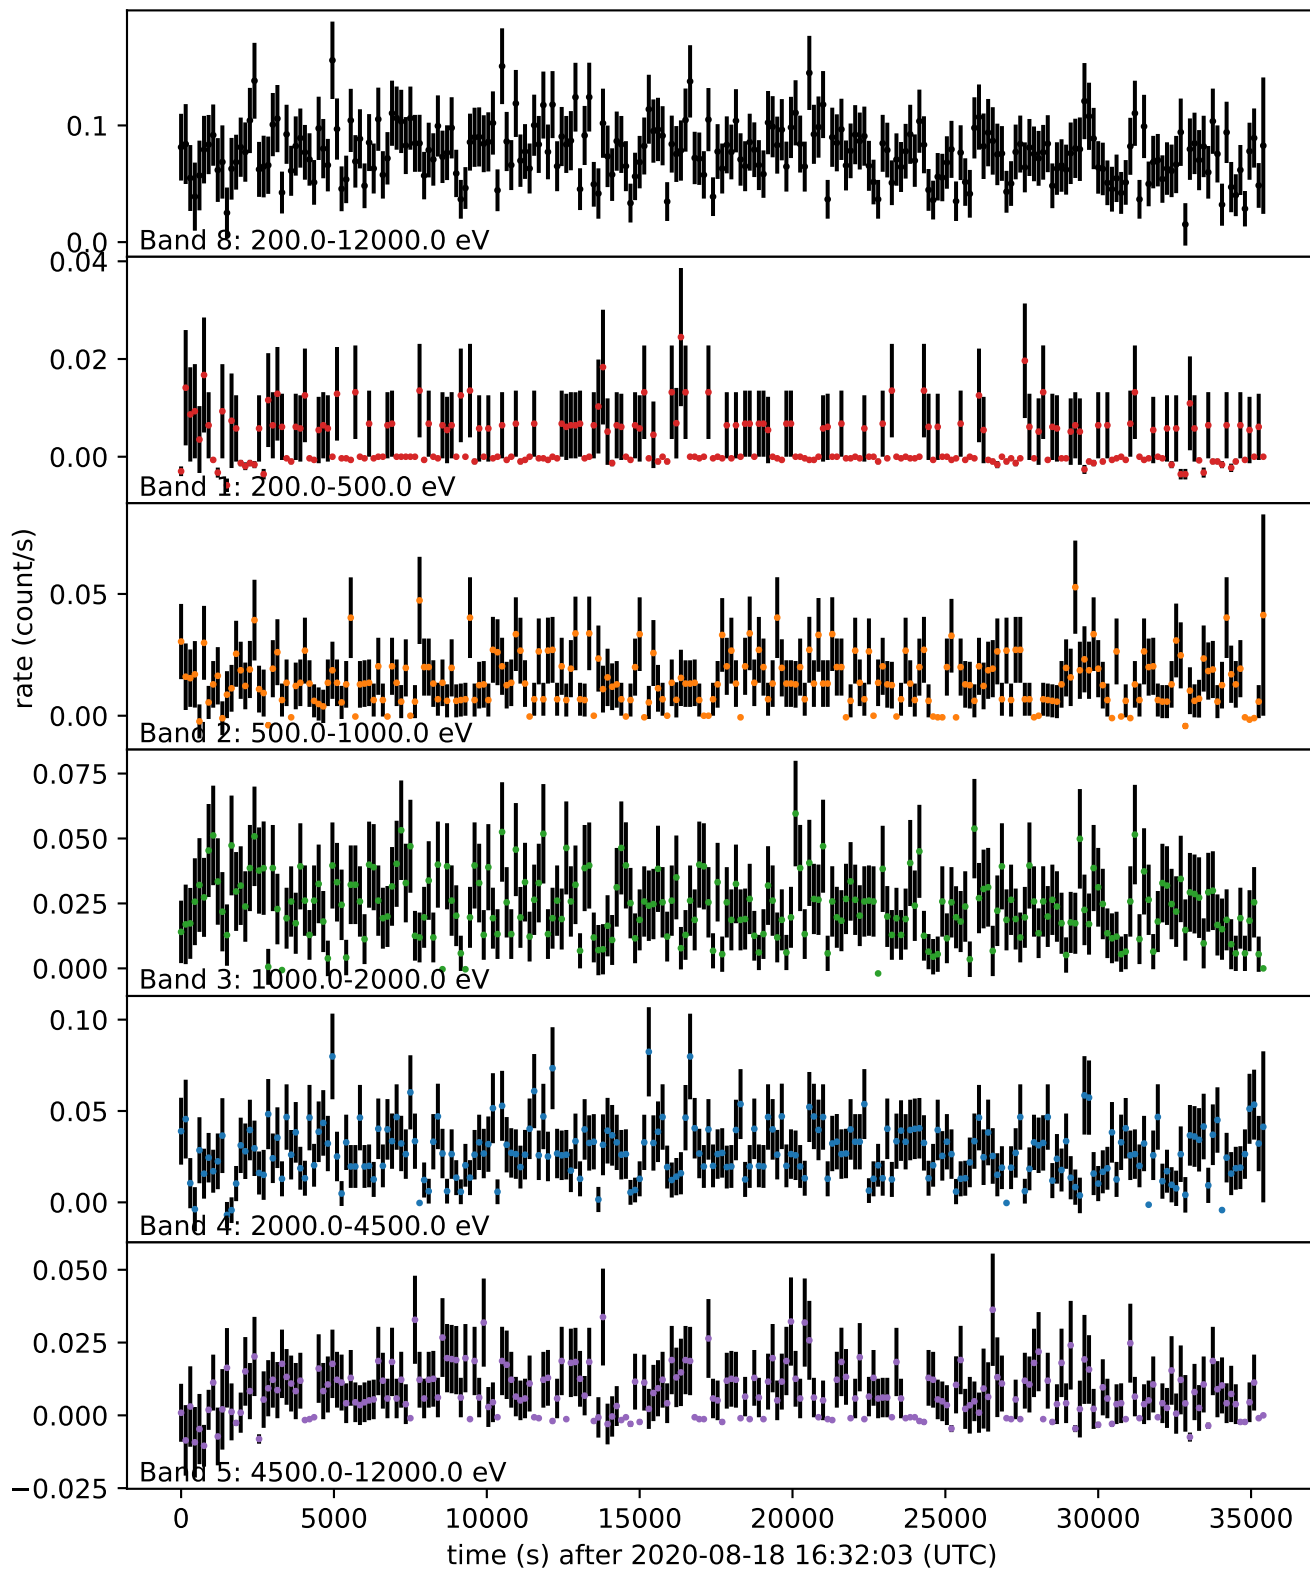 0.1
0.0
Band 8: 200.0-12000.0 eV
0.04
0.02
0.00
Band 1: 200.0-500.0 eV
0.05
0.00
Band 2: 500.0-1000.0 eV
rate (count/s)
0.075
0.050
0.025
0.000
Band 3: 1000.0-2000.0 eV
0.10
0.05
0.00
Band 4: 2000.0-4500.0 eV
0.050
0.025
0.000
−0.025
Band 5: 4500.0-12000.0 eV
0 5000 10000 15000 20000 25000 30000 35000
time (s) after 2020-08-18 16:32:03 (UTC)